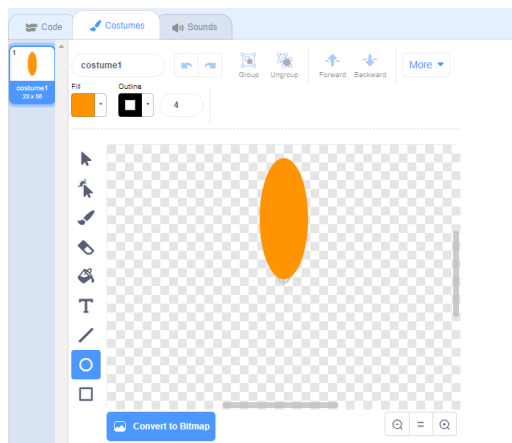 Code
Costumes
Sounds
1
costume1
23 x 56
costume1
Group
Ungroup
Forward
Backward
More
Fill
Outline
4
T
Convert to Bitmap